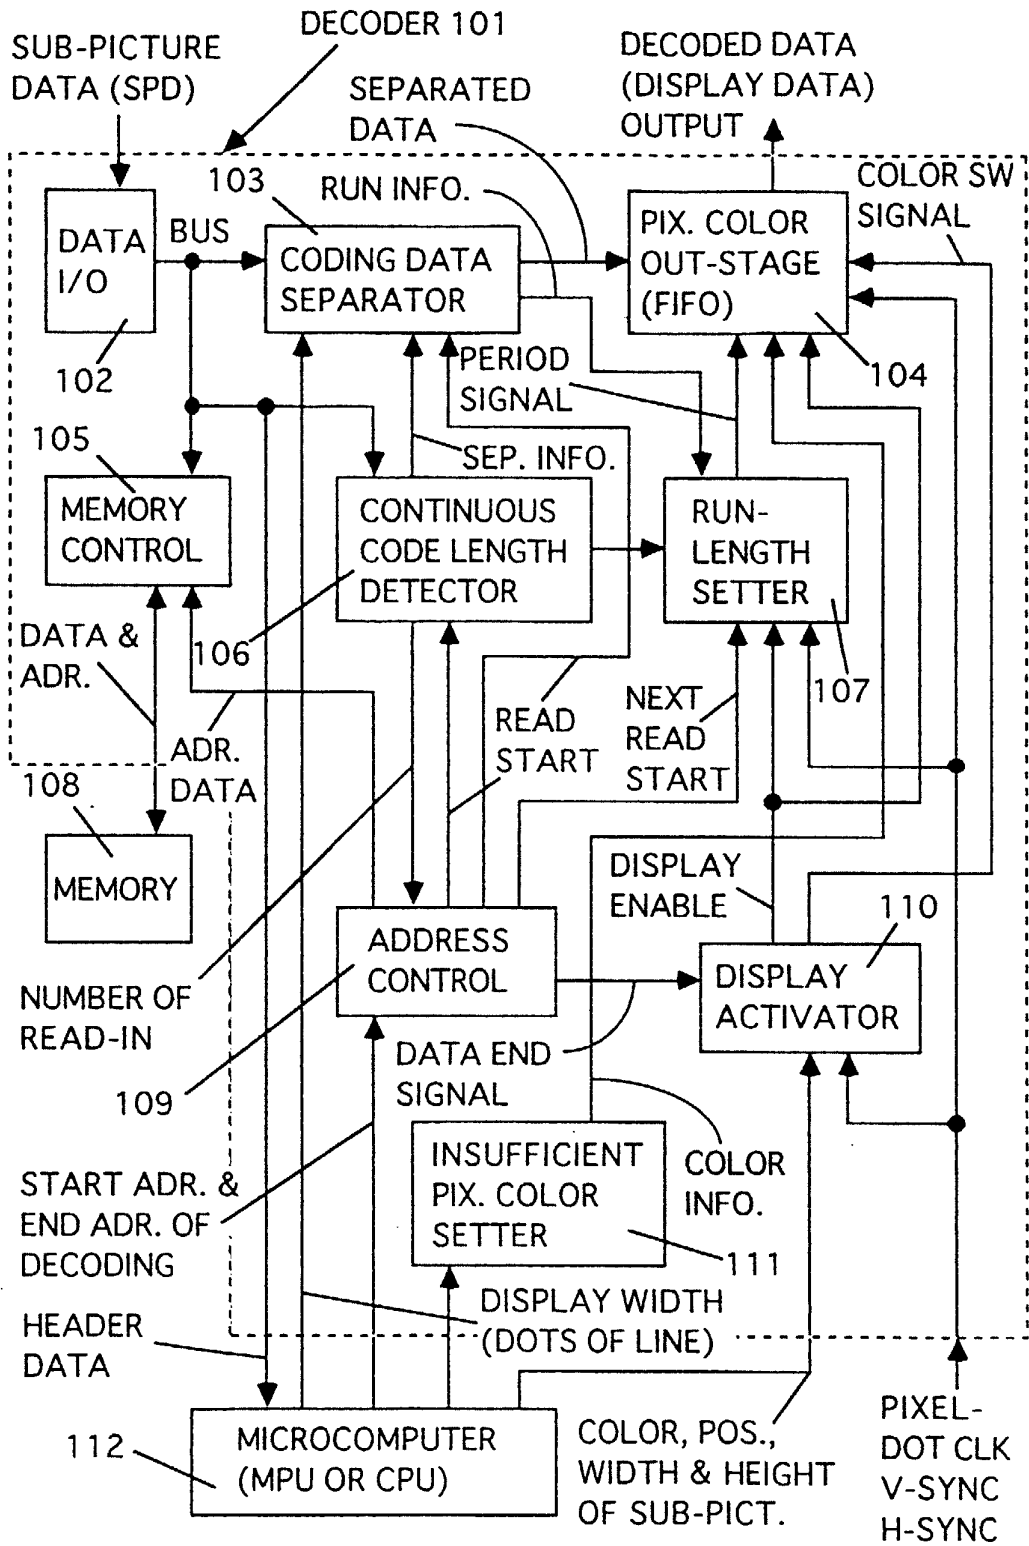 DECODER 101
SUB-PICTURE
DATA (SPD)
SEPARATED
DATA
DECODED DATA
(DISPLAY DATA)
OUTPUT
COLOR SW
SIGNAL
103
RUN INFO.
DATA
I/O
BUS
CODING DATA
SEPARATOR
PIX. COLOR
OUT-STAGE
(FIFO)
102
PERIOD
SIGNAL
104
105
SEP. INFO.
MEMORY
CONTROL
CONTINUOUS
CODE LENGTH
DETECTOR
RUN-
LENGTH
SETTER
DATA &
ADR.
106
107
ADR.
DATA
READ
START
NEXT
READ
START
108
MEMORY
DISPLAY
ENABLE
110
ADDRESS
CONTROL
DISPLAY
ACTIVATOR
NUMBER OF
READ-IN
DATA END
SIGNAL
109
START ADR. &
END ADR. OF
DECODING
INSUFFICIENT
PIX. COLOR
SETTER
COLOR
INFO.
111
DISPLAY WIDTH
(DOTS OF LINE)
HEADER
DATA
MICROCOMPUTER
(MPU OR CPU)
112
COLOR, POS.,
WIDTH & HEIGHT
OF SUB-PICT.
PIXEL-
DOT CLK
V-SYNC
H-SYNC